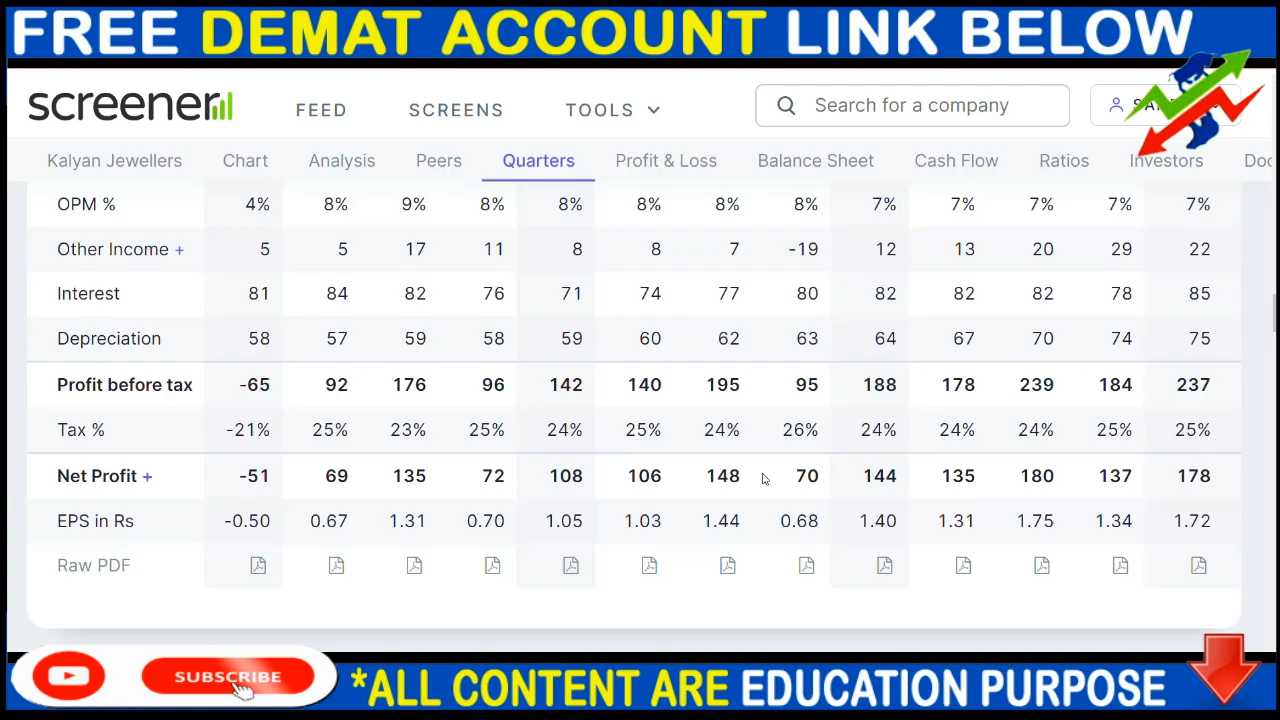 FREE DEMAT ACCOUNT LINK BELOW
screener
FEED SCREENS TOOLS
Search for a company
Kalyan Jewellers Chart Analysis Peers Quarters Profit & Loss Balance Sheet Cash Flow Ratios Investors
OPM % 4% 8% 9% 8% 8% 8% 8% 8% 7% 7% 7% 7% 7%
Other Income + 5 5 17 11 8 8 7 -19 12 13 20 29 22
Interest 81 84 82 76 71 74 77 80 82 82 82 78 85
Depreciation 58 57 59 58 59 60 62 63 64 67 70 74 75
Profit before tax -65 92 176 96 142 140 195 95 188 178 239 184 237
Tax % -21% 25% 23% 25% 24% 25% 24% 26% 24% 24% 24% 25% 25%
Net Profit + -51 69 135 72 108 106 148 70 144 135 180 137 178
EPS in Rs -0.50 0.67 1.31 0.70 1.05 1.03 1.44 0.68 1.40 1.31 1.75 1.34 1.72
Raw PDF
SUBSCRIBE
*ALL CONTENT ARE EDUCATION PURPOSE